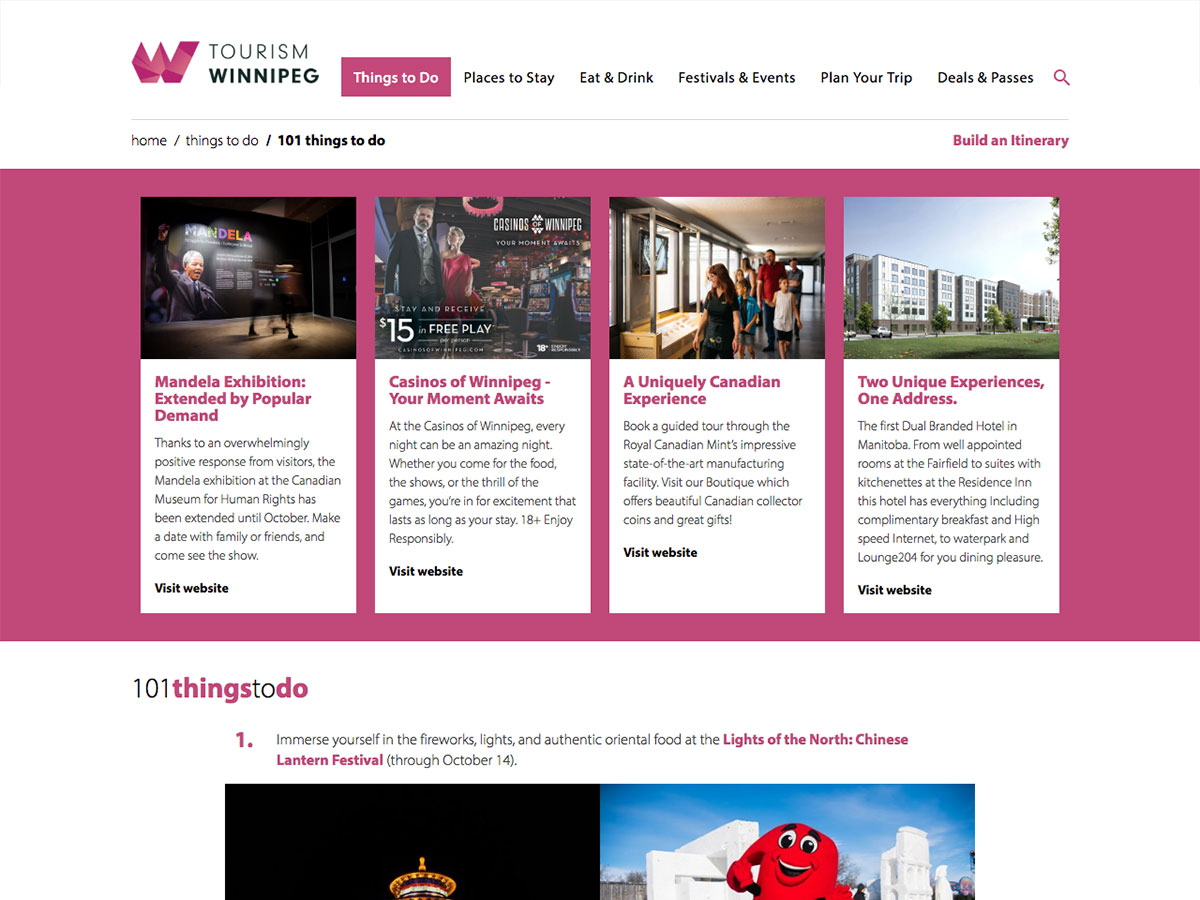 TOURISM
WINNIPEG
Things to Do
Places to Stay
Eat & Drink
Festivals & Events
Plan Your Trip
Deals & Passes
home / things to do / 101 things to do
Build an Itinerary
MANDELA
Mandela Exhibition:
Extended by Popular
Demand
Thanks to an overwhelmingly
positive response from visitors, the
Mandela exhibition at the Canadian
Museum for Human Rights has
been extended until October. Make
a date with family or friends, and
come see the show.
Visit website
CASINOS OF WINNIPEG
YOUR MOMENT AWAITS
STAY AND RECEIVE
$15 in FREE PLAY
per person
CASINOSOFWINNIPEG.COM
18+ ENJOY
RESPONSIBLY
Casinos of Winnipeg -
Your Moment Awaits
At the Casinos of Winnipeg, every
night can be an amazing night.
Whether you come for the food,
the shows, or the thrill of the
games, you're in for excitement that
lasts as long as your stay. 18+ Enjoy
Responsibly.
Visit website
A Uniquely Canadian
Experience
Book a guided tour through the
Royal Canadian Mint's impressive
state-of-the-art manufacturing
facility. Visit our Boutique which
offers beautiful Canadian collector
coins and great gifts!
Visit website
Two Unique Experiences,
One Address.
The first Dual Branded Hotel in
Manitoba. From well appointed
rooms at the Fairfield to suites with
kitchenettes at the Residence Inn
this hotel has everything Including
complimentary breakfast and High
speed Internet, to waterpark and
Lounge204 for you dining pleasure.
Visit website
101thingstodo
1. Immerse yourself in the fireworks, lights, and authentic oriental food at the Lights of the North: Chinese
Lantern Festival (through October 14).